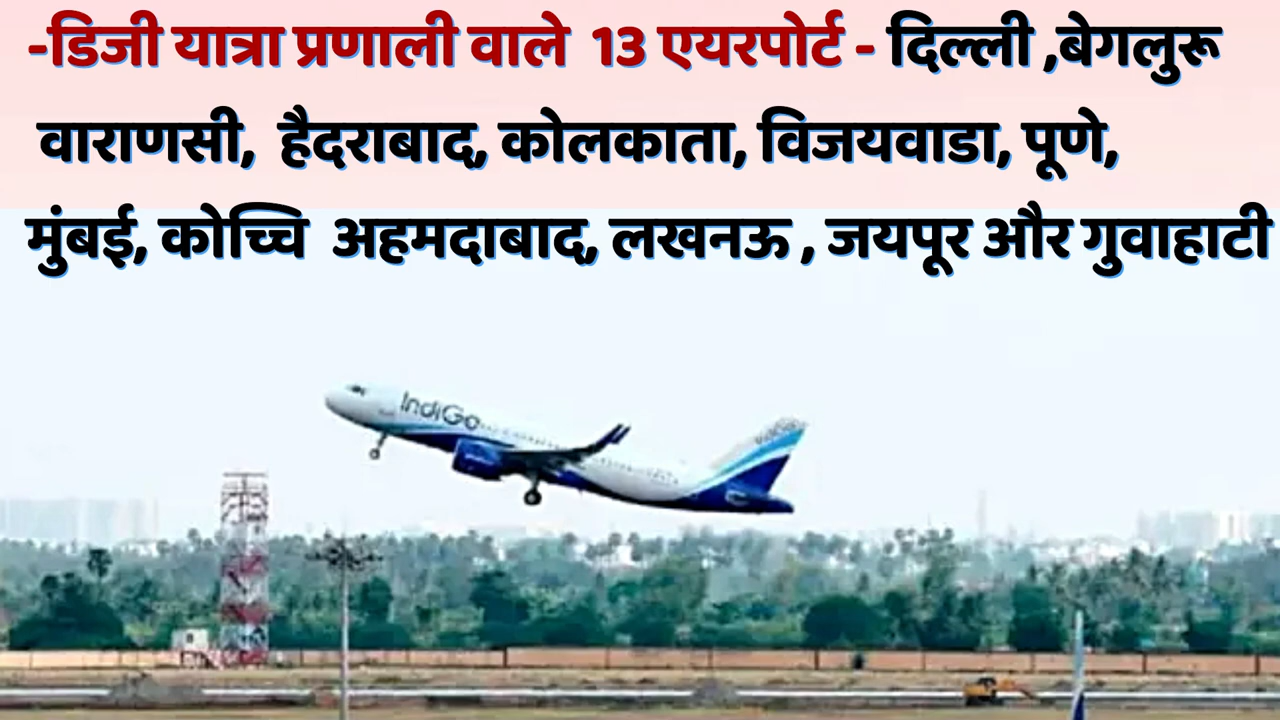 -डिजी यात्रा प्रणाली वाले 13 एयरपोर्ट - दिल्ली ,बेगलुरू
वाराणसी, हैदराबाद, कोलकाता, विजयवाडा, पूणे,
मुंबई, कोच्चि अहमदाबाद, लखनऊ , जयपूर और गुवाहाटी
IndiGo